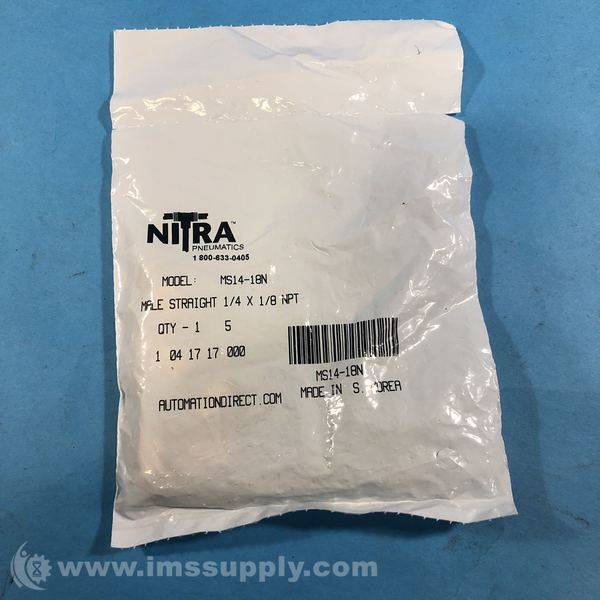 NITRA™
PNEUMATICS
1 800-633-0405
MODEL: MS14-18N
MALE STRAIGHT 1/4 X 1/8 NPT
QTY - 1 5
1 04 17 17 000
MS14-18N
AUTOMATIONDIRECT.COM MADE IN S. KOREA
www.imssupply.com